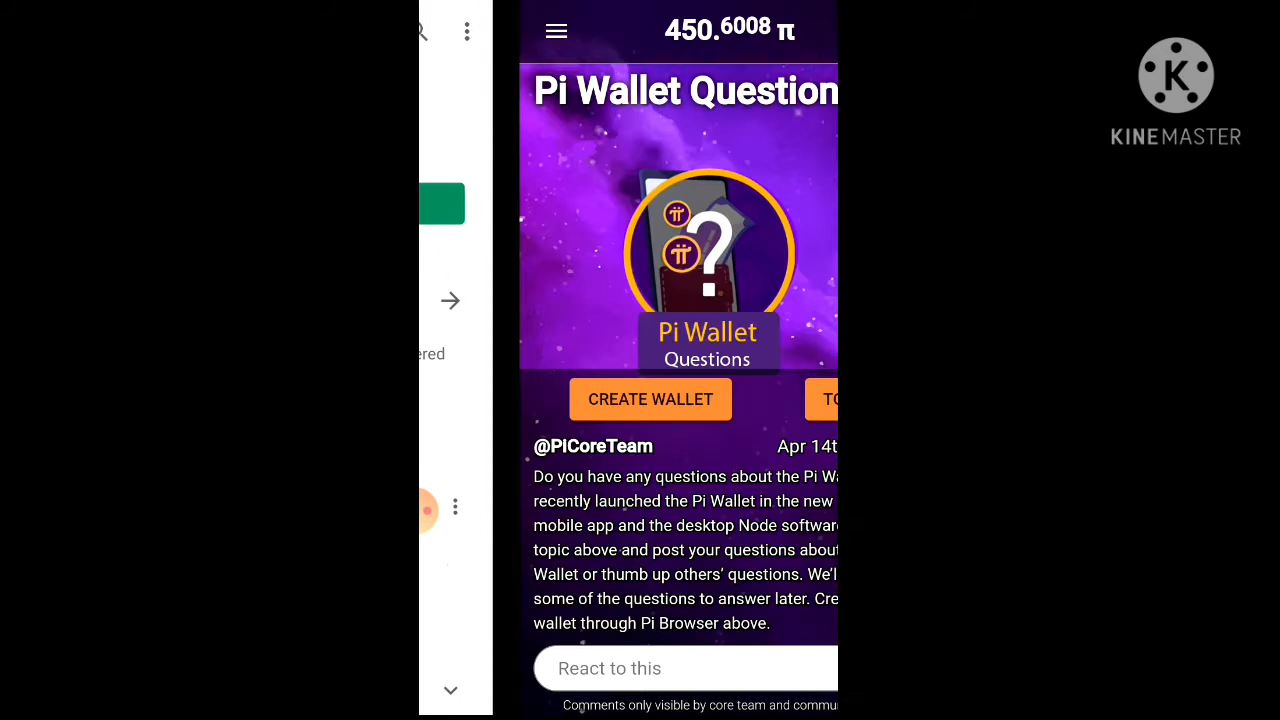 450.6008 π
Pi Wallet Question
Pi Wallet
Questions
CREATE WALLET
@PiCoreTeam
Apr 14t
Do you have any questions about the Pi Wa
recently launched the Pi Wallet in the new
mobile app and the desktop Node softwar
topic above and post your questions abou
Wallet or thumb up others’ questions. We'l
some of the questions to answer later. Cre
wallet through Pi Browser above.
React to this
Comments only visible by core team and commu
ered
K
KINEMASTER